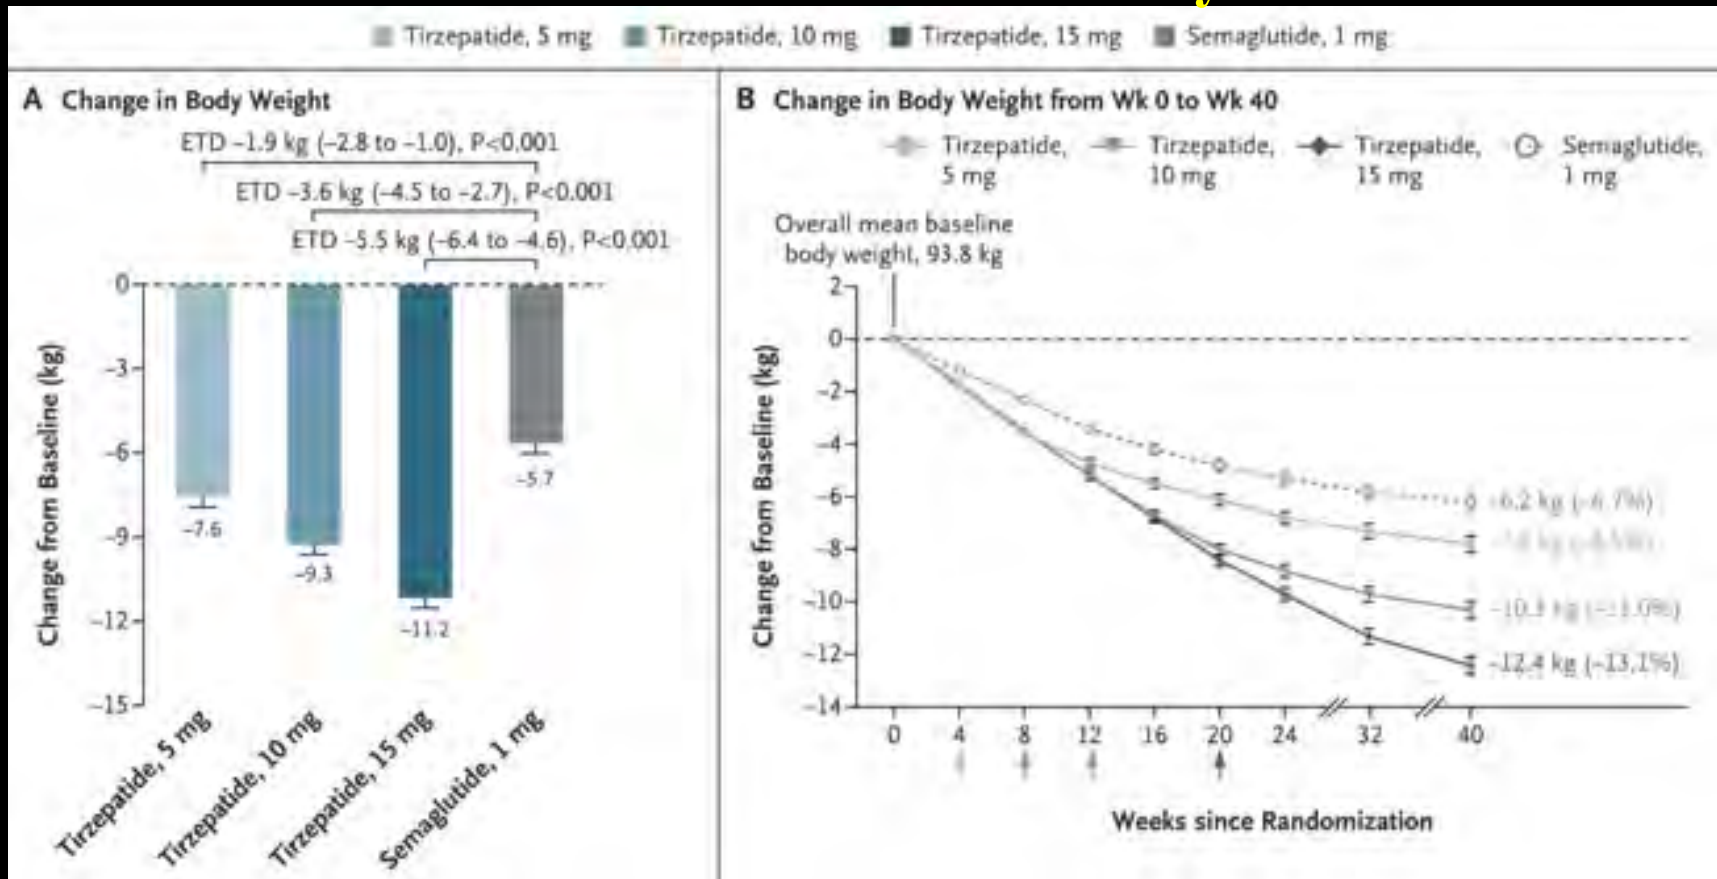 Tirzepatide, 5 mg Tirzepatide, 10 mg Tirzepatide, 15 mg Semaglutide, 1 mg
A Change in Body Weight
ETD –1.9 kg (–2.8 to –1.0), P<0.001
ETD –3.6 kg (–4.5 to –2.7), P<0.001
ETD –5.5 kg (–6.4 to –4.6), P<0.001
Change from Baseline (kg)
0
–3
–6
–9
–12
–15
–7.6
–9.3
–11.2
–5.7
Tirzepatide, 5 mg
Tirzepatide, 10 mg
Tirzepatide, 15 mg
Semaglutide, 1 mg
B Change in Body Weight from Wk 0 to Wk 40
Tirzepatide, 5 mg
Tirzepatide, 10 mg
Tirzepatide, 15 mg
Semaglutide, 1 mg
Overall mean baseline
body weight, 93.8 kg
Change from Baseline (kg)
2
0
–2
–4
–6
–8
–10
–12
–14
–6.2 kg (–6.7%)
–10.3 kg (–11.0%)
–12.4 kg (–13.1%)
0 4 8 12 16 20 24 32 40
Weeks since Randomization